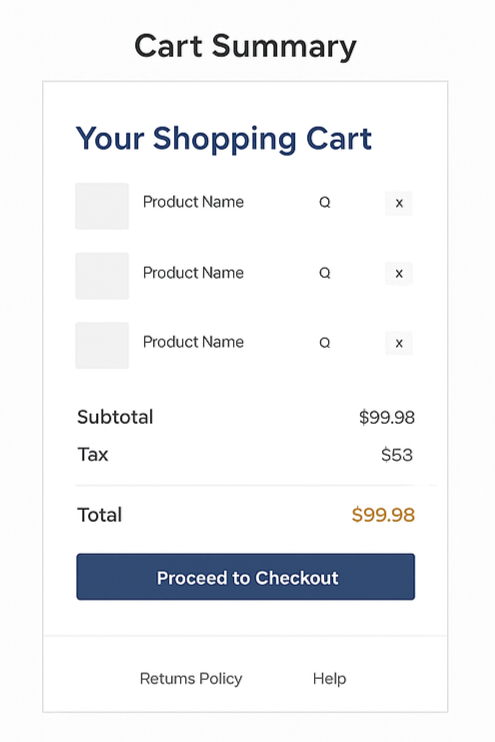 Cart Summary
Your Shopping Cart
Product Name Q x
Product Name Q x
Product Name Q x
Subtotal $99.98
Tax $53
Total $99.98
Proceed to Checkout
Returns Policy Help